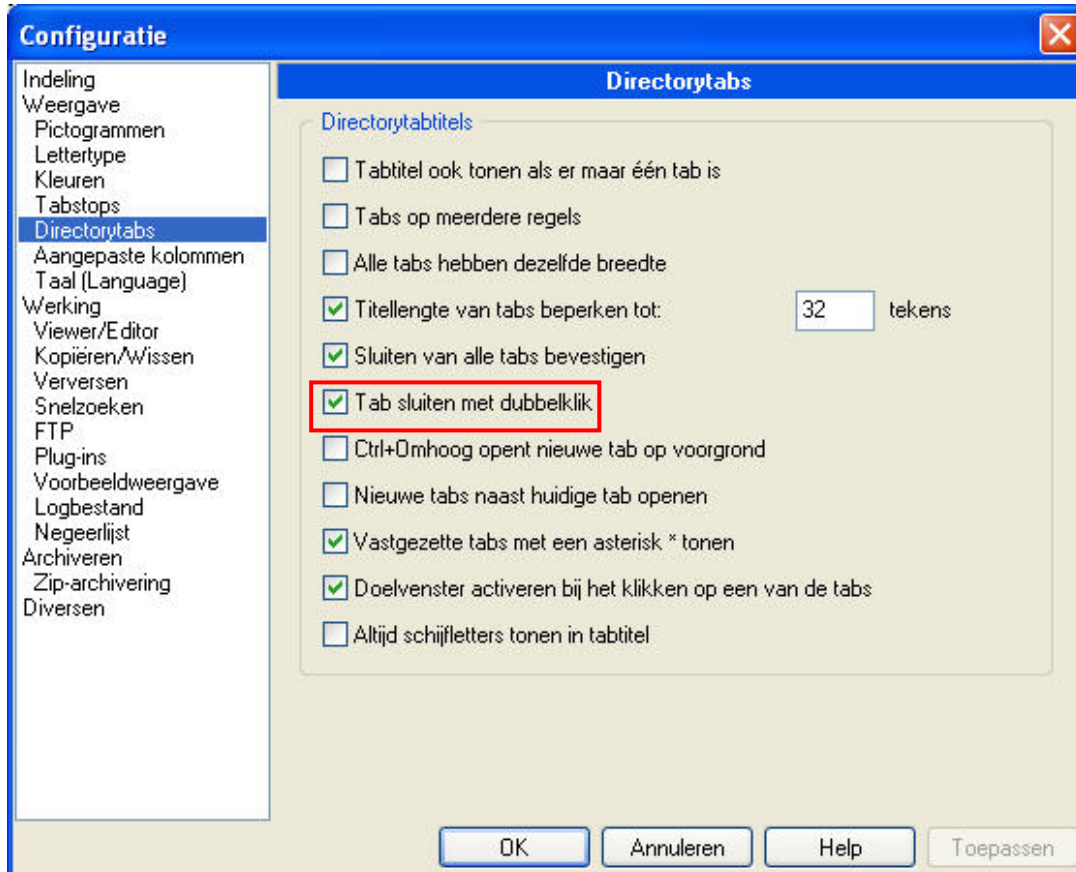 Configuratie
Indeling
Weergave
Pictogrammen
Lettertype
Kleuren
Tabstops
Directorytabs
Aangepaste kolommen
Taal (Language)
Werking
Viewer/Editor
Kopiëren/Wissen
Verversen
Snelzoeken
FTP
Plug-ins
Voorbeeldweergave
Logbestand
Negeerlijst
Archiveren
Zip-archivering
Diversen
Directorytabs
Directorytabtitels
Tabtitel ook tonen als er maar één tab is
Tabs op meerdere regels
Alle tabs hebben dezelfde breedte
Titellengte van tabs beperken tot: 32 tekens
Sluiten van alle tabs bevestigen
Tab sluiten met dubbelklik
Ctrl+Omhoog opent nieuwe tab op voorgrond
Nieuwe tabs naast huidige tab openen
Vastgezette tabs met een asterisk * tonen
Doelvenster activeren bij het klikken op een van de tabs
Altijd schijfletters tonen in tabtitel
OK Annuleren Help Toepassen